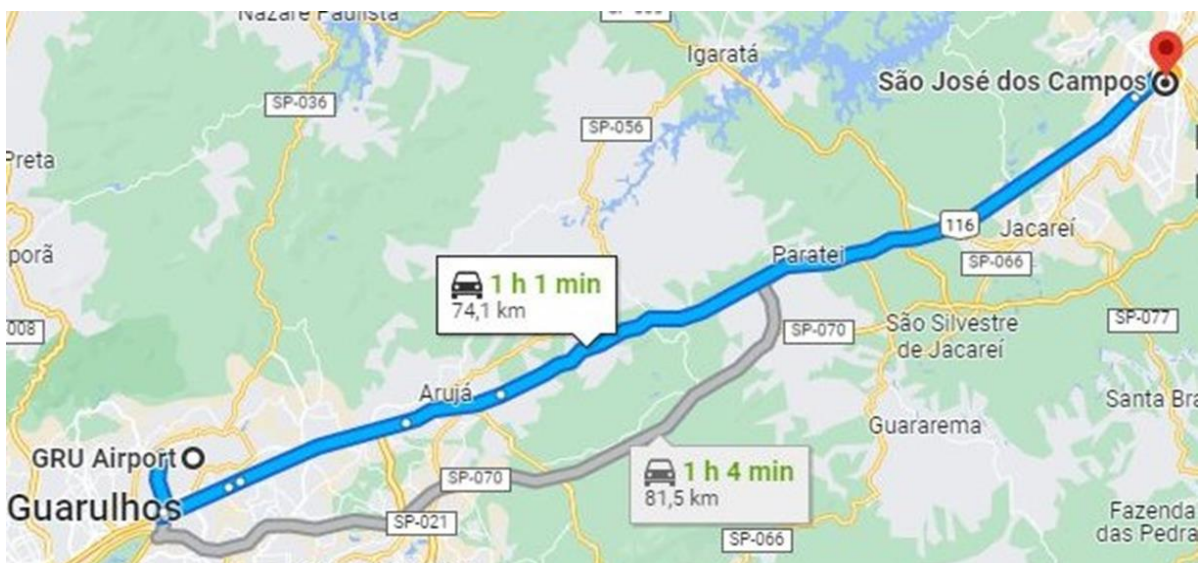 Nazaré Paulista
Igaratá
São José dos Campos
SP-036
SP-056
Preta
116
Jacareí
porã
Paratei
SP-066
1 h 1 min
74,1 km
008
SP-070
São Silvestre
de Jacareí
SP-077
Arujá
Santa Bra
Guararema
GRU Airport
SP-070
1 h 4 min
81,5 km
Guarulhos
SP-021
SP-066
Fazenda
das Pedra